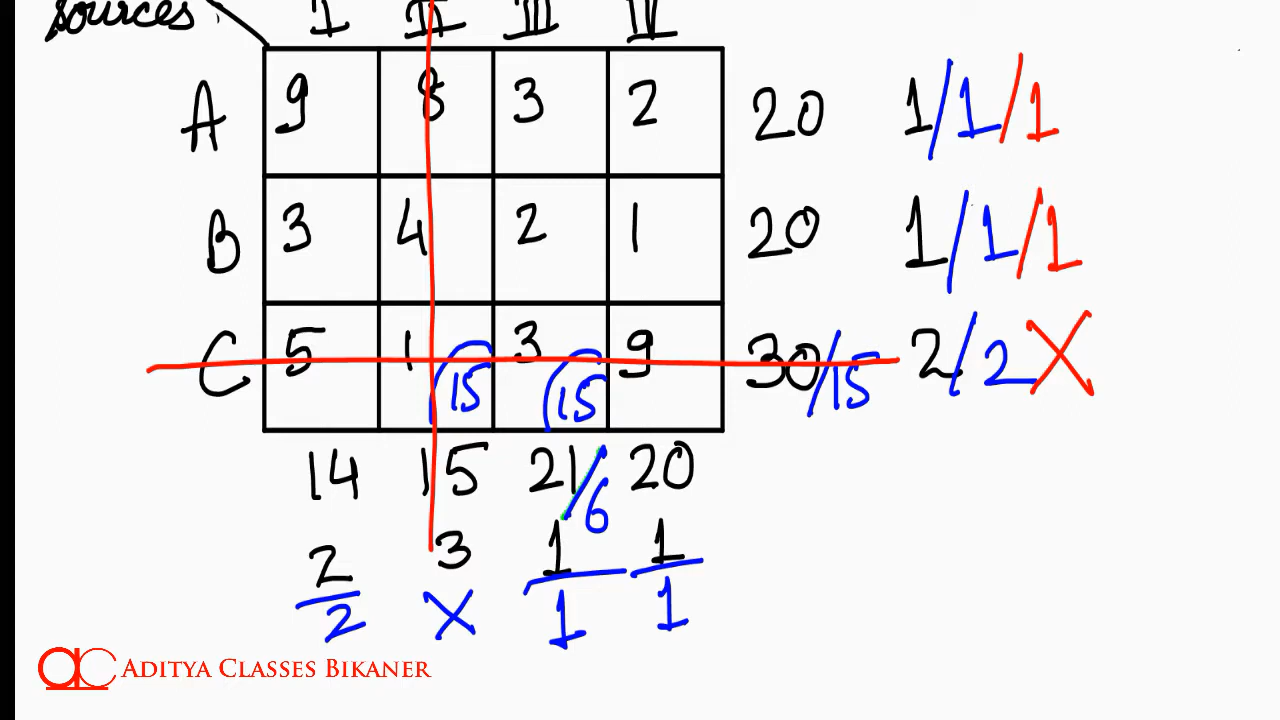 sources I II III IV
A 9 8 3 2 20 1/1/1
B 3 4 2 1 20 1/1/1
C 5 1 15 3 15 9 30/15 2/2 X
14 15 21/6 20
2 3 1 1
2 X 1 1
ADITYA CLASSES BIKANER